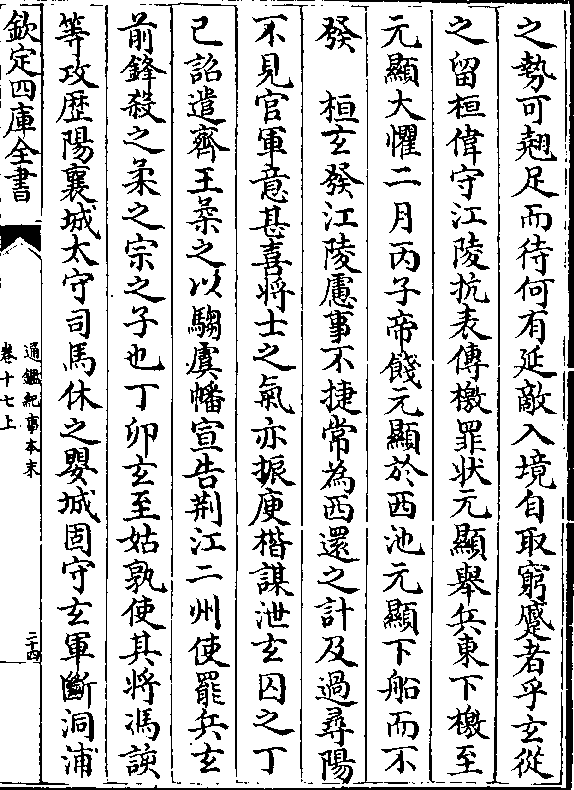 之勢可翹足而待何有延敵入境自取窮蹙者乎玄從
之留桓偉守江陵抗表傳檄罪狀元顯舉兵東下檄至
元顯大懼二月丙子帝餞元顯於西池元顯下船而不
發　桓玄發江陵慮事不捷常為西還之計及過尋陽
不見官軍意甚喜將士之氣亦振庾楷謀泄玄囚之丁
已詔遣齊王柔之以騶虞幡宣告荆江二州使罷兵玄
前鋒殺之柔之宗之子也丁卯玄至姑孰使其將馮該
等攻歴陽襄城太守司馬休之嬰城固守玄軍斷洞浦
欽定四庫全書
通鑑紀事本末
卷十七上
二十四